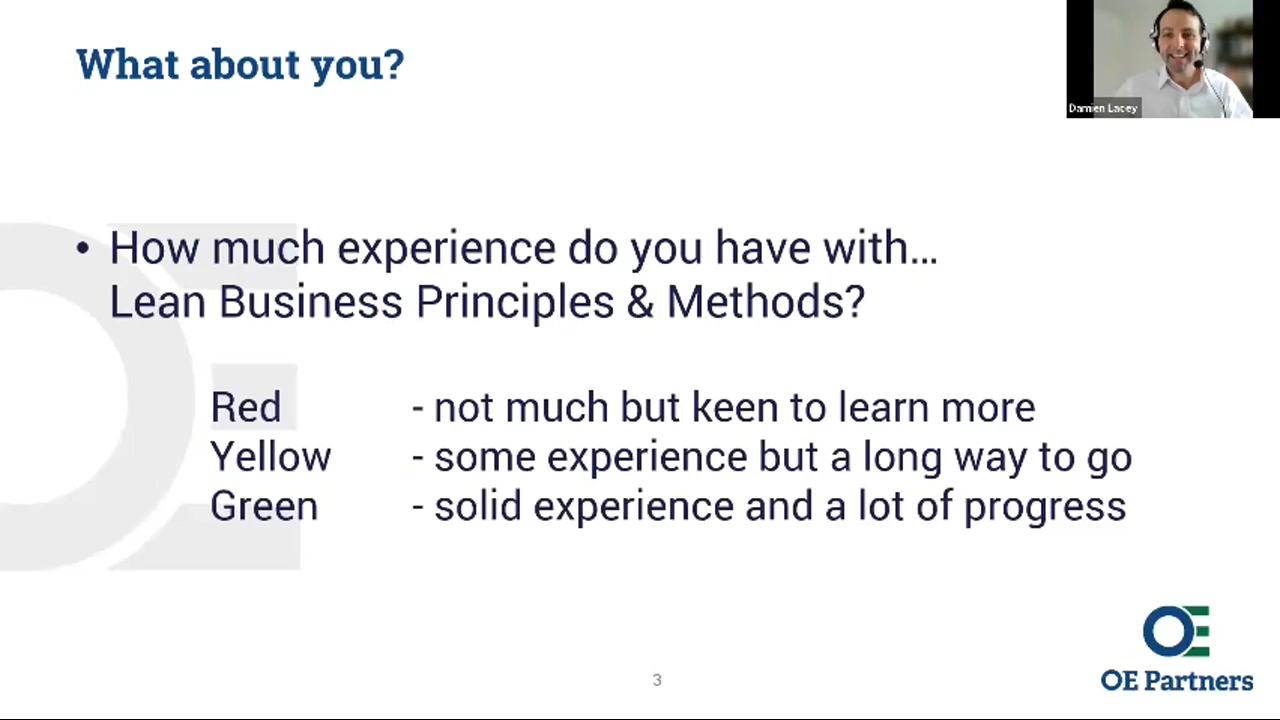 What about you?
Damien Lacey
• How much experience do you have with...
Lean Business Principles & Methods?
Red - not much but keen to learn more
Yellow - some experience but a long way to go
Green - solid experience and a lot of progress
OE
3
OE Partners